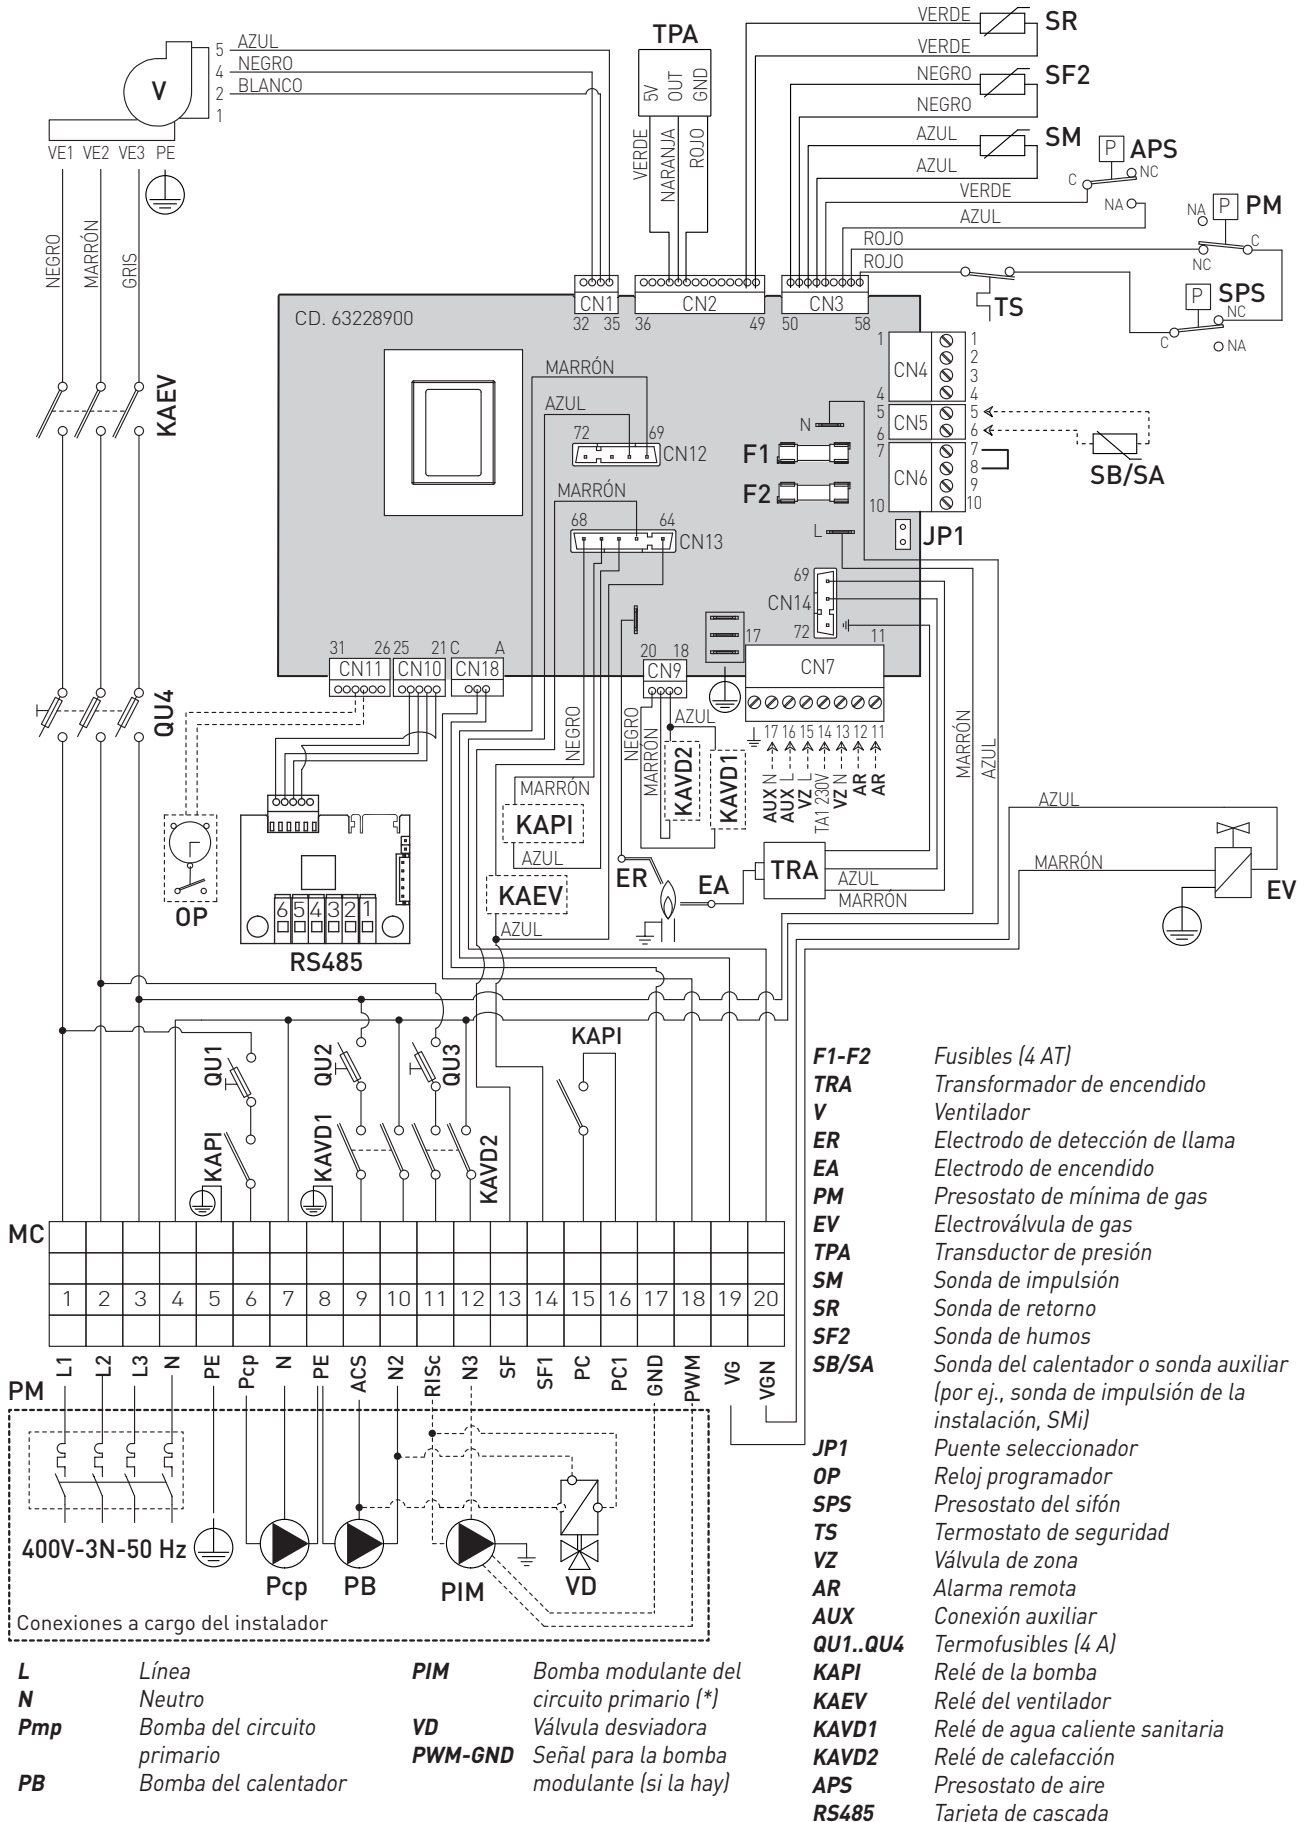 VERDE
SR
VERDE
TPA
5 AZUL
4 NEGRO
2 BLANCO
1
V
5V
OUT
GND
NEGRO
SF2
NEGRO
AZUL
SM
AZUL
P APS
C
NC
NA
VE1 VE2 VE3 PE
VERDE
NARANJA
ROJO
VERDE
AZUL
NA P PM
C
NC
ROJO
ROJO
NEGRO
MARRÓN
GRIS
TS
P SPS
NC
C
NA
CN1
32 35
CN2
36 49
CN3
50 58
CD. 63228900
1 CN4 1
2
3
4 4
5 CN5 5
6 6
7 CN6 7
8
9
10 10
SB/SA
KAEV
MARRÓN
AZUL
72 69
CN12
N
F1
F2
MARRÓN
68 64
CN13
L
JP1
69
CN14
72
31 26
CN11
25 21
CN10
C A
CN18
20 18
CN9
17 11
CN7
QU4
NEGRO
MARRÓN
KAPI
AZUL
KAEV
AZUL
NEGRO
MARRÓN
AZUL
KAVD2
KAVD1
17 16 15 14 13 12 11
AUX N
AUX L
VZ L
TA1 230V
VZ N
AR
AR
MARRÓN
AZUL
OP
6 5 4 3 2 1
RS485
ER
EA
TRA
AZUL
MARRÓN
AZUL
MARRÓN
EV
QU1
QU2
QU3
KAPI
KAPI
KAVD1
KAVD2
MC
1 2 3 4 5 6 7 8 9 10 11 12 13 14 15 16 17 18 19 20
L1 L2 L3 N PE Pcp N PE ACS N2 RISc N3 SF SF1 PC PC1 GND PWM VG VGN
PM
400V-3N-50 Hz
Pcp
PB
PIM
VD
Conexiones a cargo del instalador
F1-F2 Fusibles (4 AT)
TRA Transformador de encendido
V Ventilador
ER Electrodo de detección de llama
EA Electrodo de encendido
PM Presostato de mínima de gas
EV Electroválvula de gas
TPA Transductor de presión
SM Sonda de impulsión
SR Sonda de retorno
SF2 Sonda de humos
SB/SA Sonda del calentador o sonda auxiliar
(por ej., sonda de impulsión de la
instalación, SMi)
JP1 Puente seleccionador
OP Reloj programador
SPS Presostato del sifón
TS Termostato de seguridad
VZ Válvula de zona
AR Alarma remota
AUX Conexión auxiliar
QU1..QU4 Termofusibles (4 A)
KAPI Relé de la bomba
KAEV Relé del ventilador
KAVD1 Relé de agua caliente sanitaria
KAVD2 Relé de calefacción
APS Presostato de aire
RS485 Tarjeta de cascada
L Línea
N Neutro
Pmp Bomba del circuito
primario
PB Bomba del calentador
PIM Bomba modulante del
circuito primario (*)
VD Válvula desviadora
PWM-GND Señal para la bomba
modulante (si la hay)